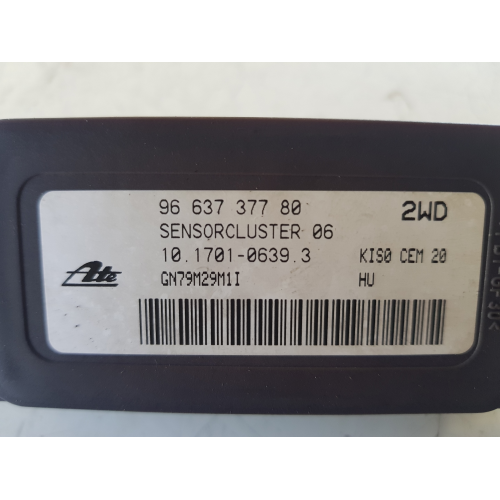 96 637 377 80 2WD
SENSORCLUSTER 06
10.1701-0639.3 KIS0 CEM 20
GN79M29M1I HU
Ate